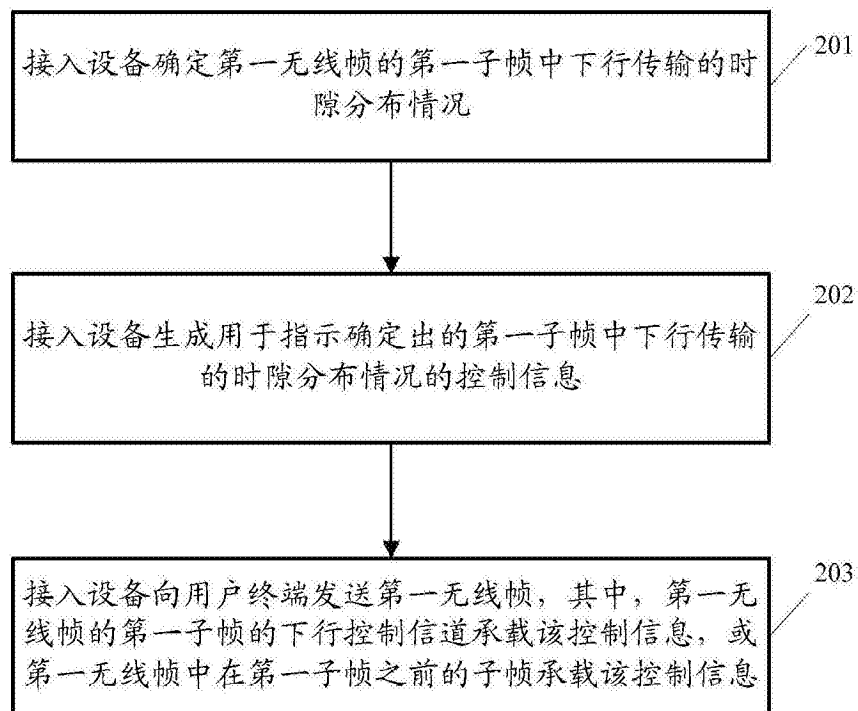 接入设备确定第一无线帧的第一子帧中下行传输的时
隙分布情况
201
接入设备生成用于指示确定出的第一子帧中下行传输
的时隙分布情况的控制信息
202
接入设备向用户终端发送第一无线帧，其中，第一无
线帧的第一子帧的下行控制信道承载该控制信息，或
第一无线帧中在第一子帧之前的子帧承载该控制信息
203